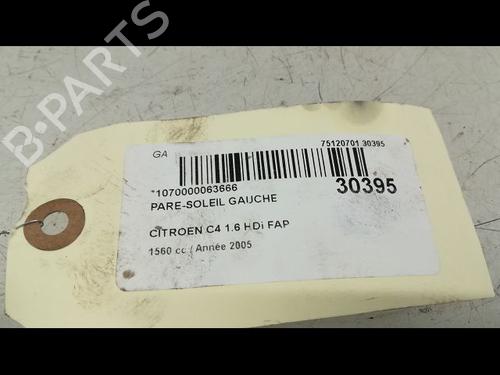 B-PARTS
GA
75120701 30395
*1070000063666
30395
PARE-SOLEIL GAUCHE
CITROEN C4 1.6 HDi FAP
1560 cc / Année 2005